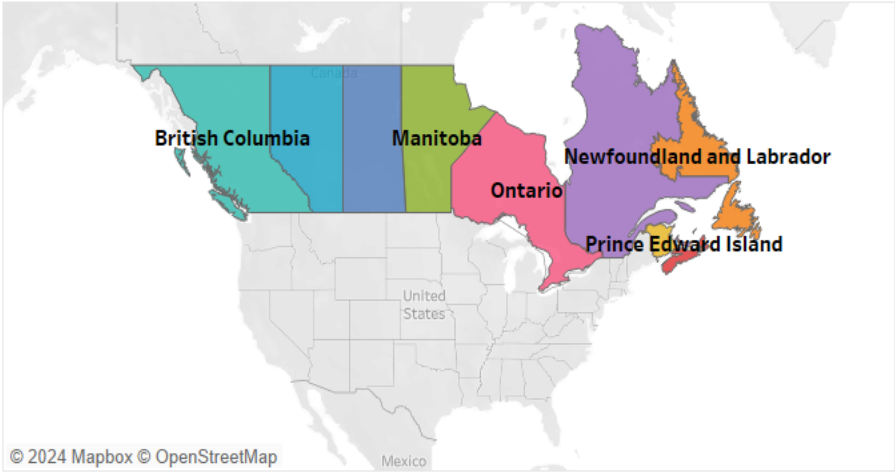 Canada
British Columbia
Manitoba
Newfoundland and Labrador
Ontario
Prince Edward Island
United
States
© 2024 Mapbox © OpenStreetMap
Mexico